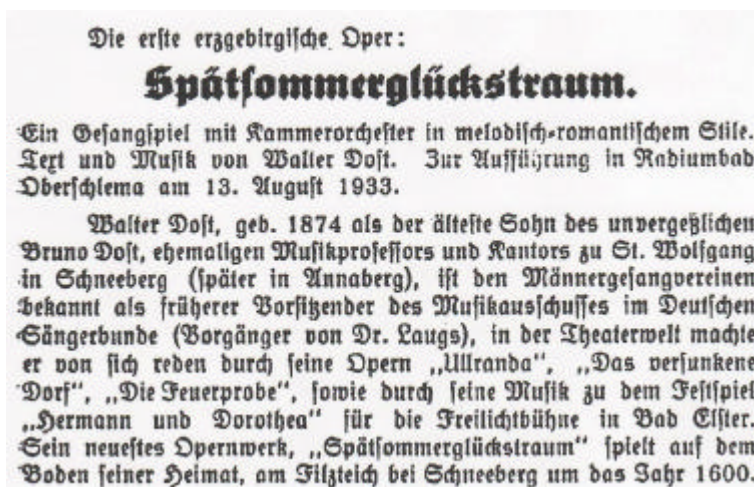 Die erste erzgebirgische Oper:
Spätsommerglückstraum.
Ein Gesangspiel mit Kammerorchester in melodisch-romantischem Stile.
Text und Musik von Walter Dost. Zur Aufführung in Radiumbad
Oberschlema am 13. August 1933.
Walter Dost, geb. 1874 als der älteste Sohn des unvergeßlichen
Bruno Dost, ehemaligen Musikprofessors und Kantors zu St. Wolfgang
in Schneeberg (später in Annaberg), ist den Männergesangvereinen
bekannt als früherer Vorsitzender des Musikausschusses im Deutschen
Sängerbunde (Vorgänger von Dr. Laugs), in der Theaterwelt machte
er von sich reden durch seine Opern „Ullranda“, „Das versunkene
Dorf“, „Die Feuerprobe“, sowie durch seine Musik zu dem Festspiel
„Hermann und Dorothea“ für die Freilichtbühne in Bad Elster.
Sein neuestes Opernwerk, „Spätsommerglückstraum“ spielt auf dem
Boden seiner Heimat, am Filzteich bei Schneeberg um das Jahr 1600.